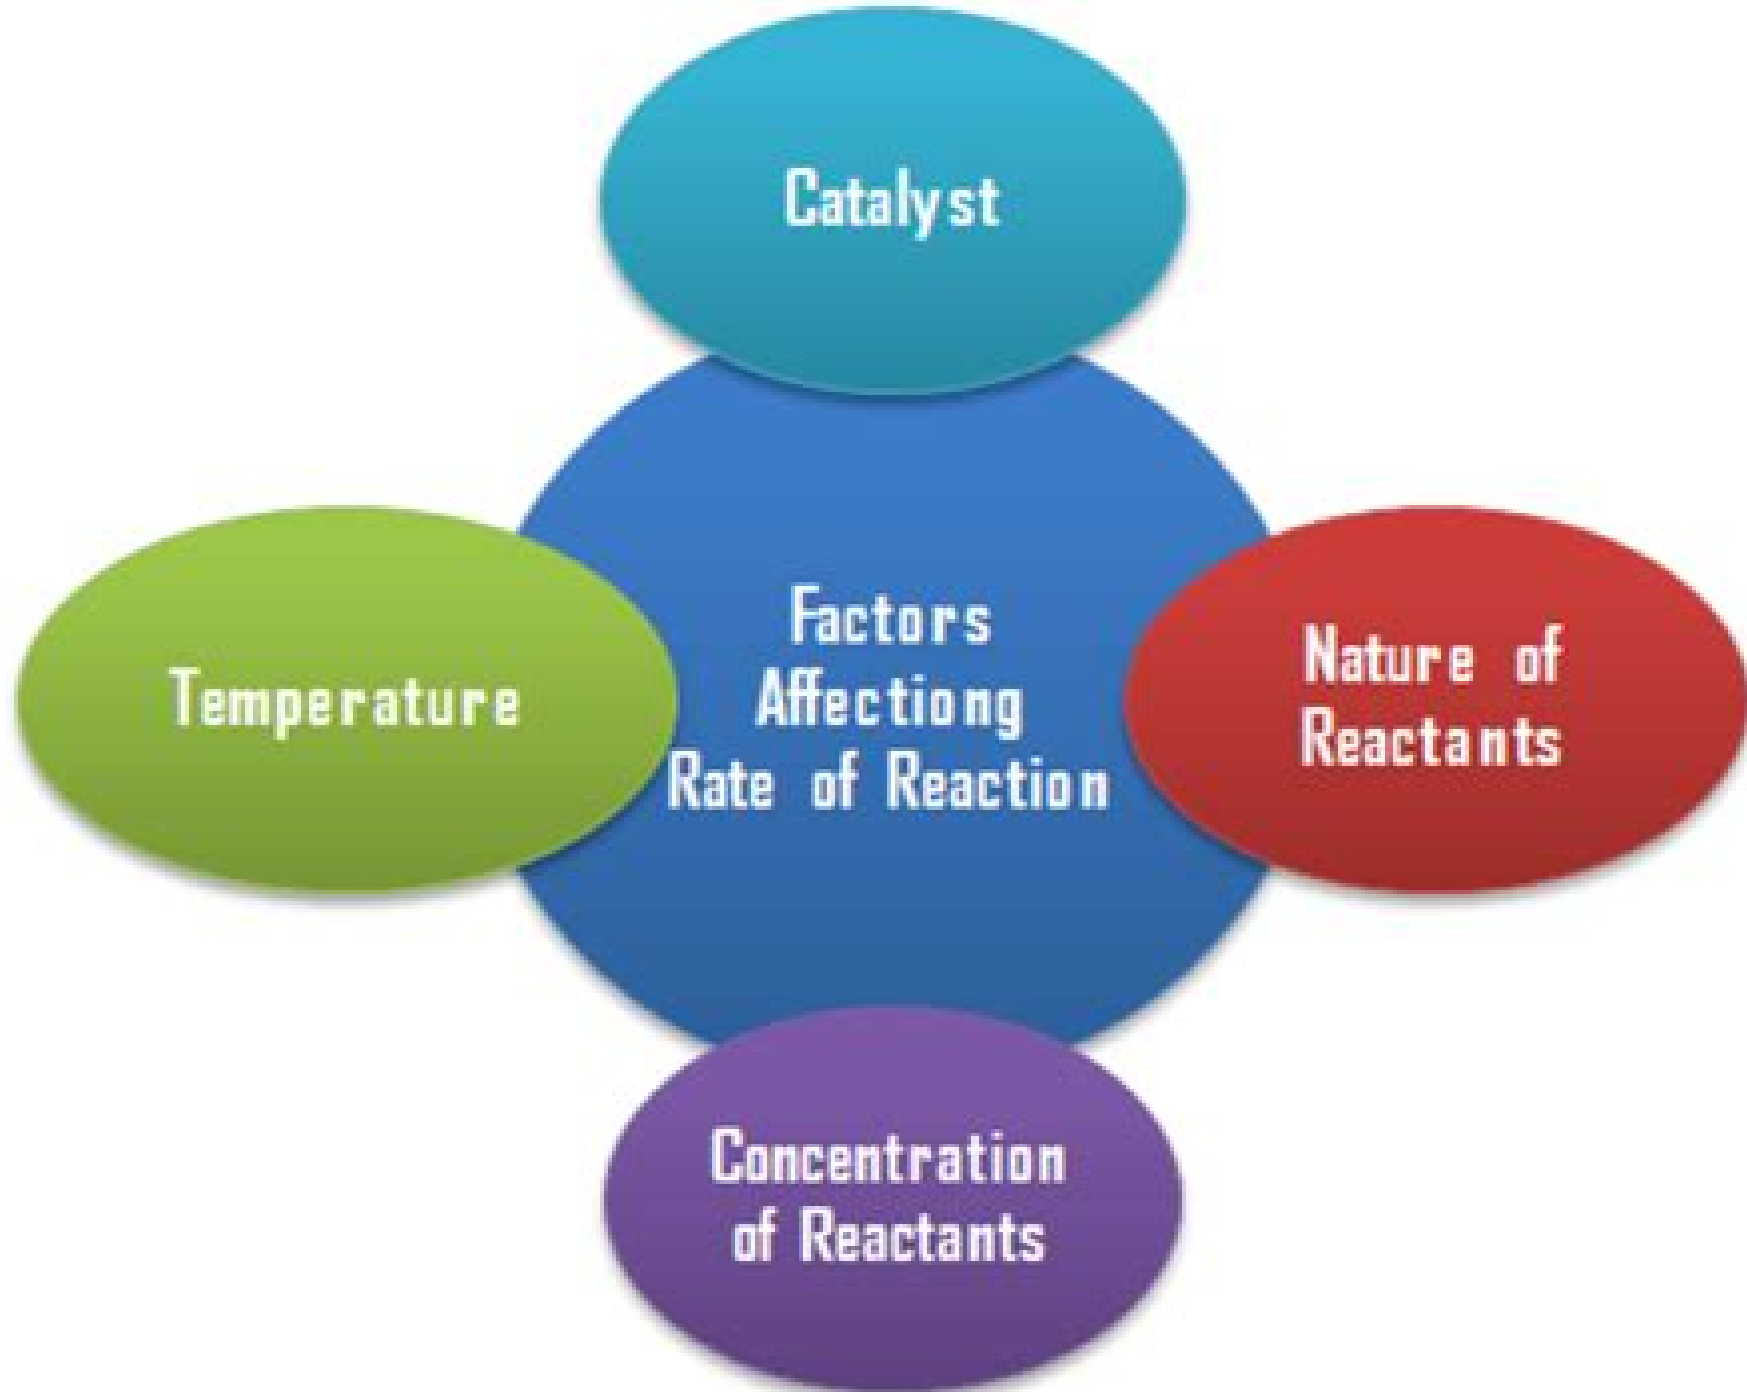 Catalyst
Temperature
Factors
Affectiong
Rate of Reaction
Nature of
Reactants
Concentration
of Reactants